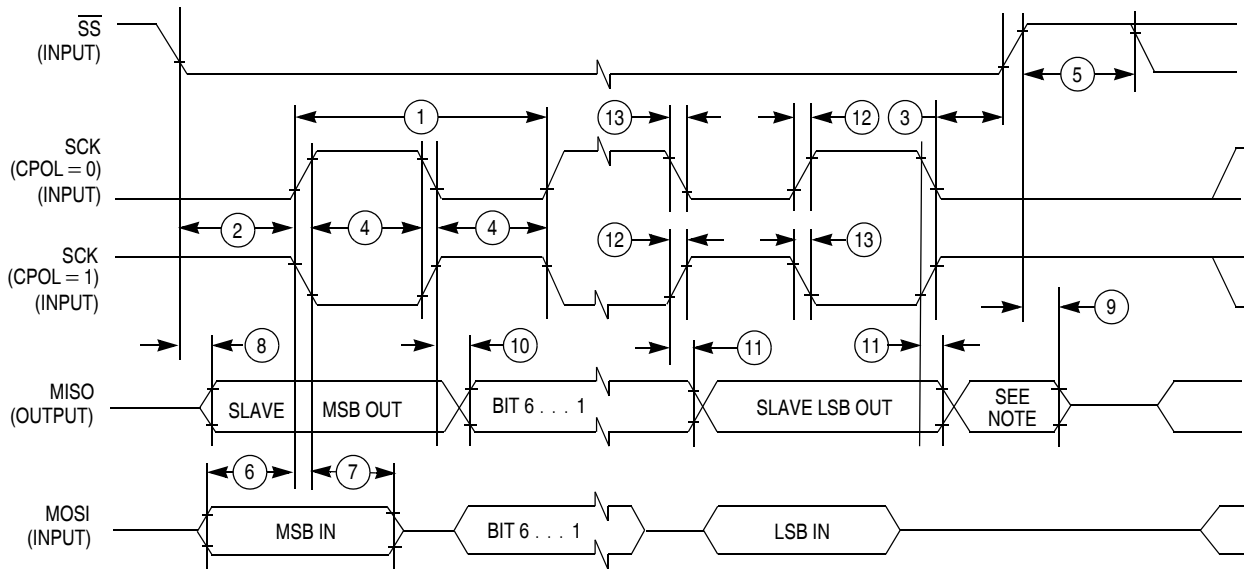 SS
(INPUT)
5
1
13
12
3
SCK
(CPOL = 0)
(INPUT)
2
4
4
12
13
SCK
(CPOL = 1)
(INPUT)
9
8
10
11
11
MISO
(OUTPUT)
SLAVE
MSB OUT
BIT 6 . . . 1
SLAVE LSB OUT
SEE
NOTE
6
7
MOSI
(INPUT)
MSB IN
BIT 6 . . . 1
LSB IN